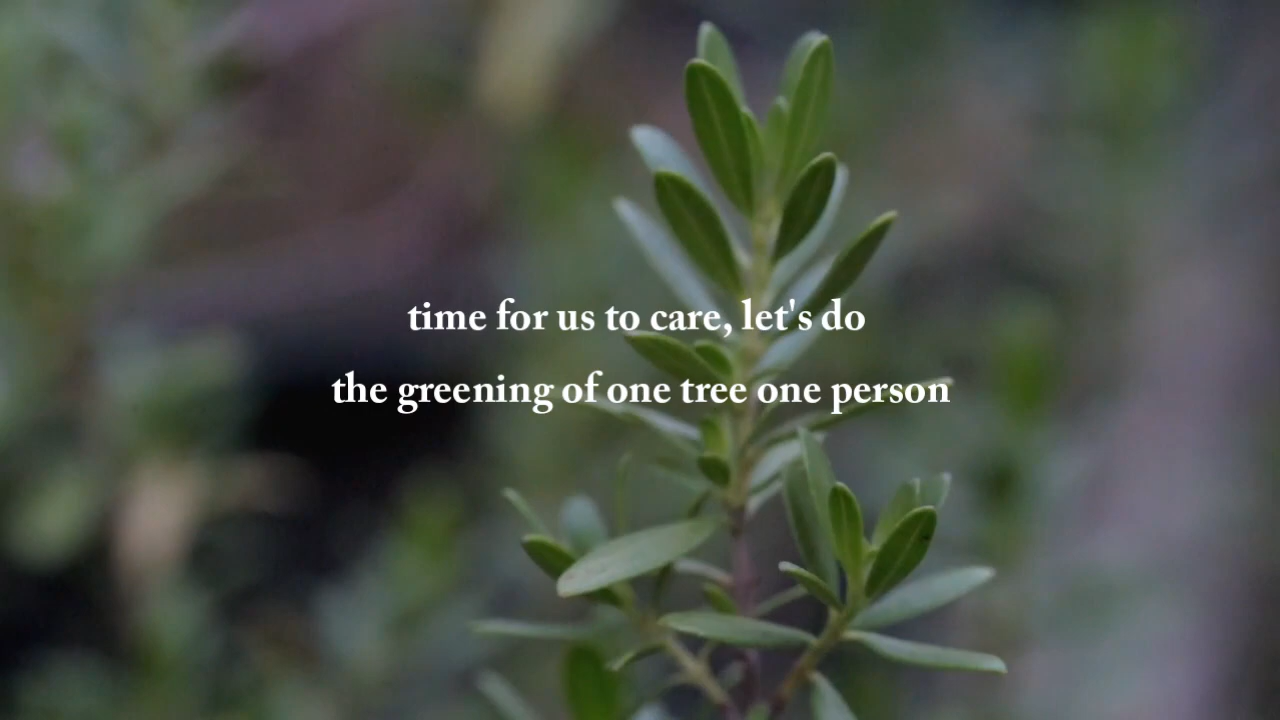 time for us to care, let's do
the greening of one tree one person